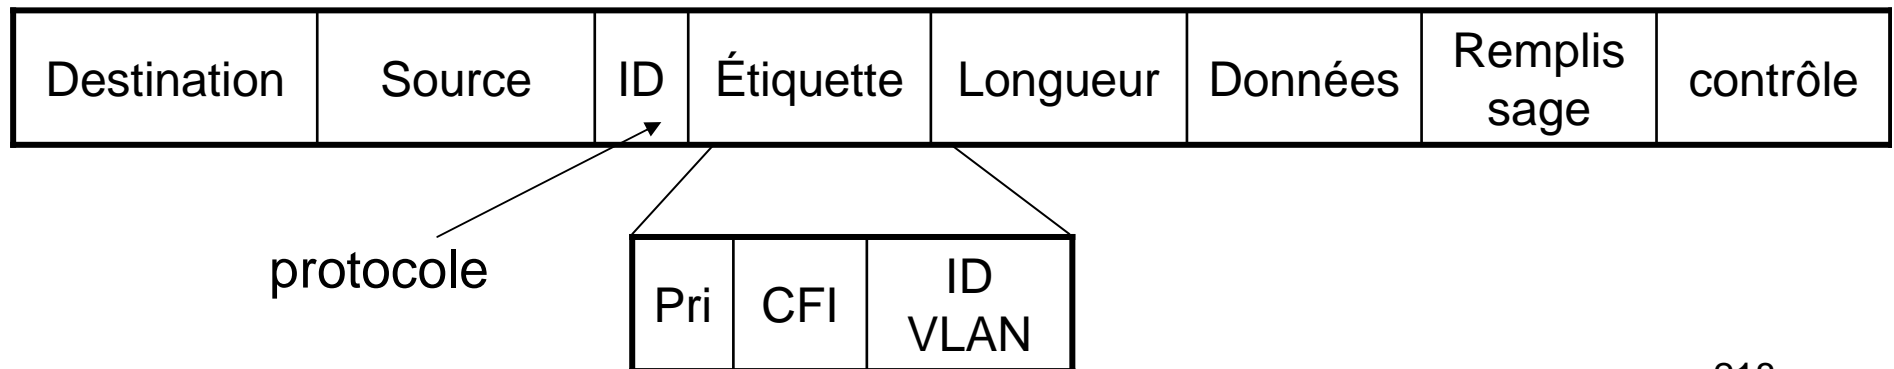 Destination Source ID Étiquette Longueur Données Remplis
sage contrôle
protocole
Pri CFI ID
VLAN